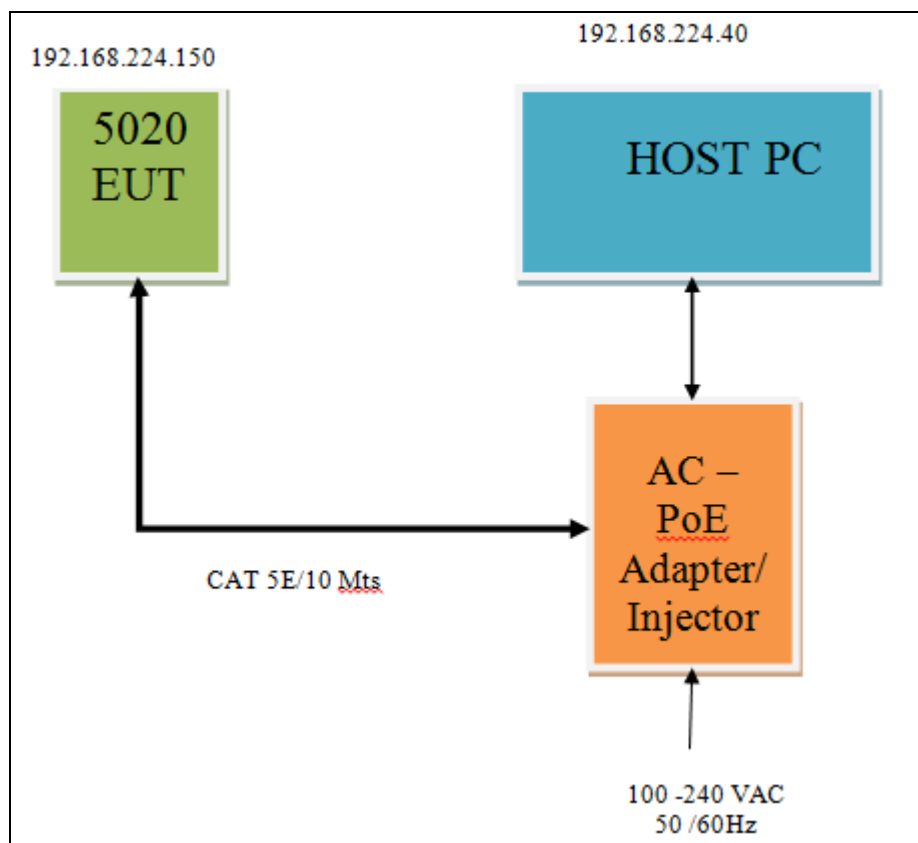 192.168.224.150
192.168.224.40
5020
EUT
HOST PC
AC –
PoE
Adapter/
Injector
CAT 5E/10 Mts
100 -240 VAC
50 /60Hz